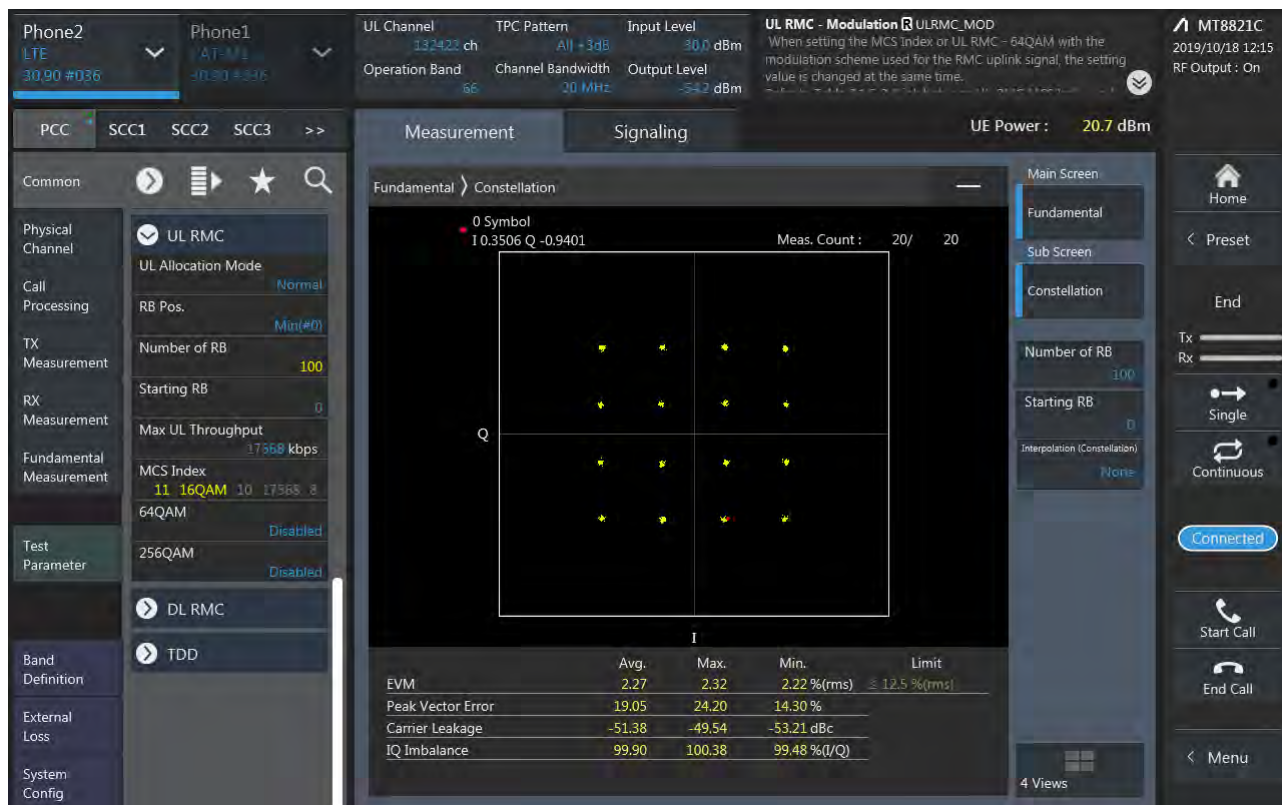 Phone2
LTE
30.90 #036
Phone1
CAT-M1
30.90 #336
UL Channel
132422 ch
TPC Pattern
All +3dB
Input Level
30.0 dBm
Operation Band
66
Channel Bandwidth
20 MHz
Output Level
-54.2 dBm
UL RMC - Modulation R ULRMC_MOD
When setting the MCS Index or UL RMC - 64QAM with the
modulation scheme used for the RMC uplink signal, the setting
value is changed at the same time.
MT8821C
2019/10/18 12:15
RF Output : On
PCC SCC1 SCC2 SCC3 >>
Measurement
Signaling
UE Power : 20.7 dBm
Common
Physical
Channel
Call
Processing
TX
Measurement
RX
Measurement
Fundamental
Measurement
Test
Parameter
Band
Definition
External
Loss
System
Config
UL RMC
UL Allocation Mode
Normal
RB Pos.
Min(#0)
Number of RB
100
Starting RB
0
Max UL Throughput
17568 kbps
MCS Index
11 16QAM 10 17568 8
64QAM
Disabled
256QAM
Disabled
DL RMC
TDD
Fundamental ❭ Constellation
0 Symbol
I 0.3506 Q -0.9401
Meas. Count : 20/ 20
Q
I
Avg. Max. Min. Limit
EVM 2.27 2.32 2.22 %(rms) ≦ 12.5 %(rms)
Peak Vector Error 19.05 24.20 14.30 %
Carrier Leakage -51.38 -49.54 -53.21 dBc
IQ Imbalance 99.90 100.38 99.48 %(I/Q)
Main Screen
Fundamental
Sub Screen
Constellation
Number of RB
100
Starting RB
0
Interpolation (Constellation)
None
4 Views
Home
< Preset
End
Tx
Rx
Single
Continuous
Connected
Start Call
End Call
< Menu